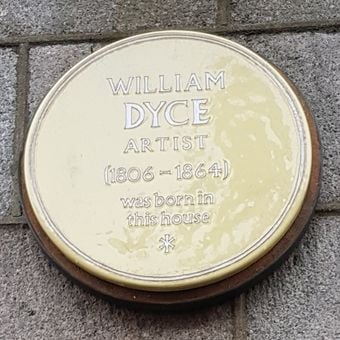 WILLIAM
DYCE
ARTIST
(1806 – 1864)
was born in
this house